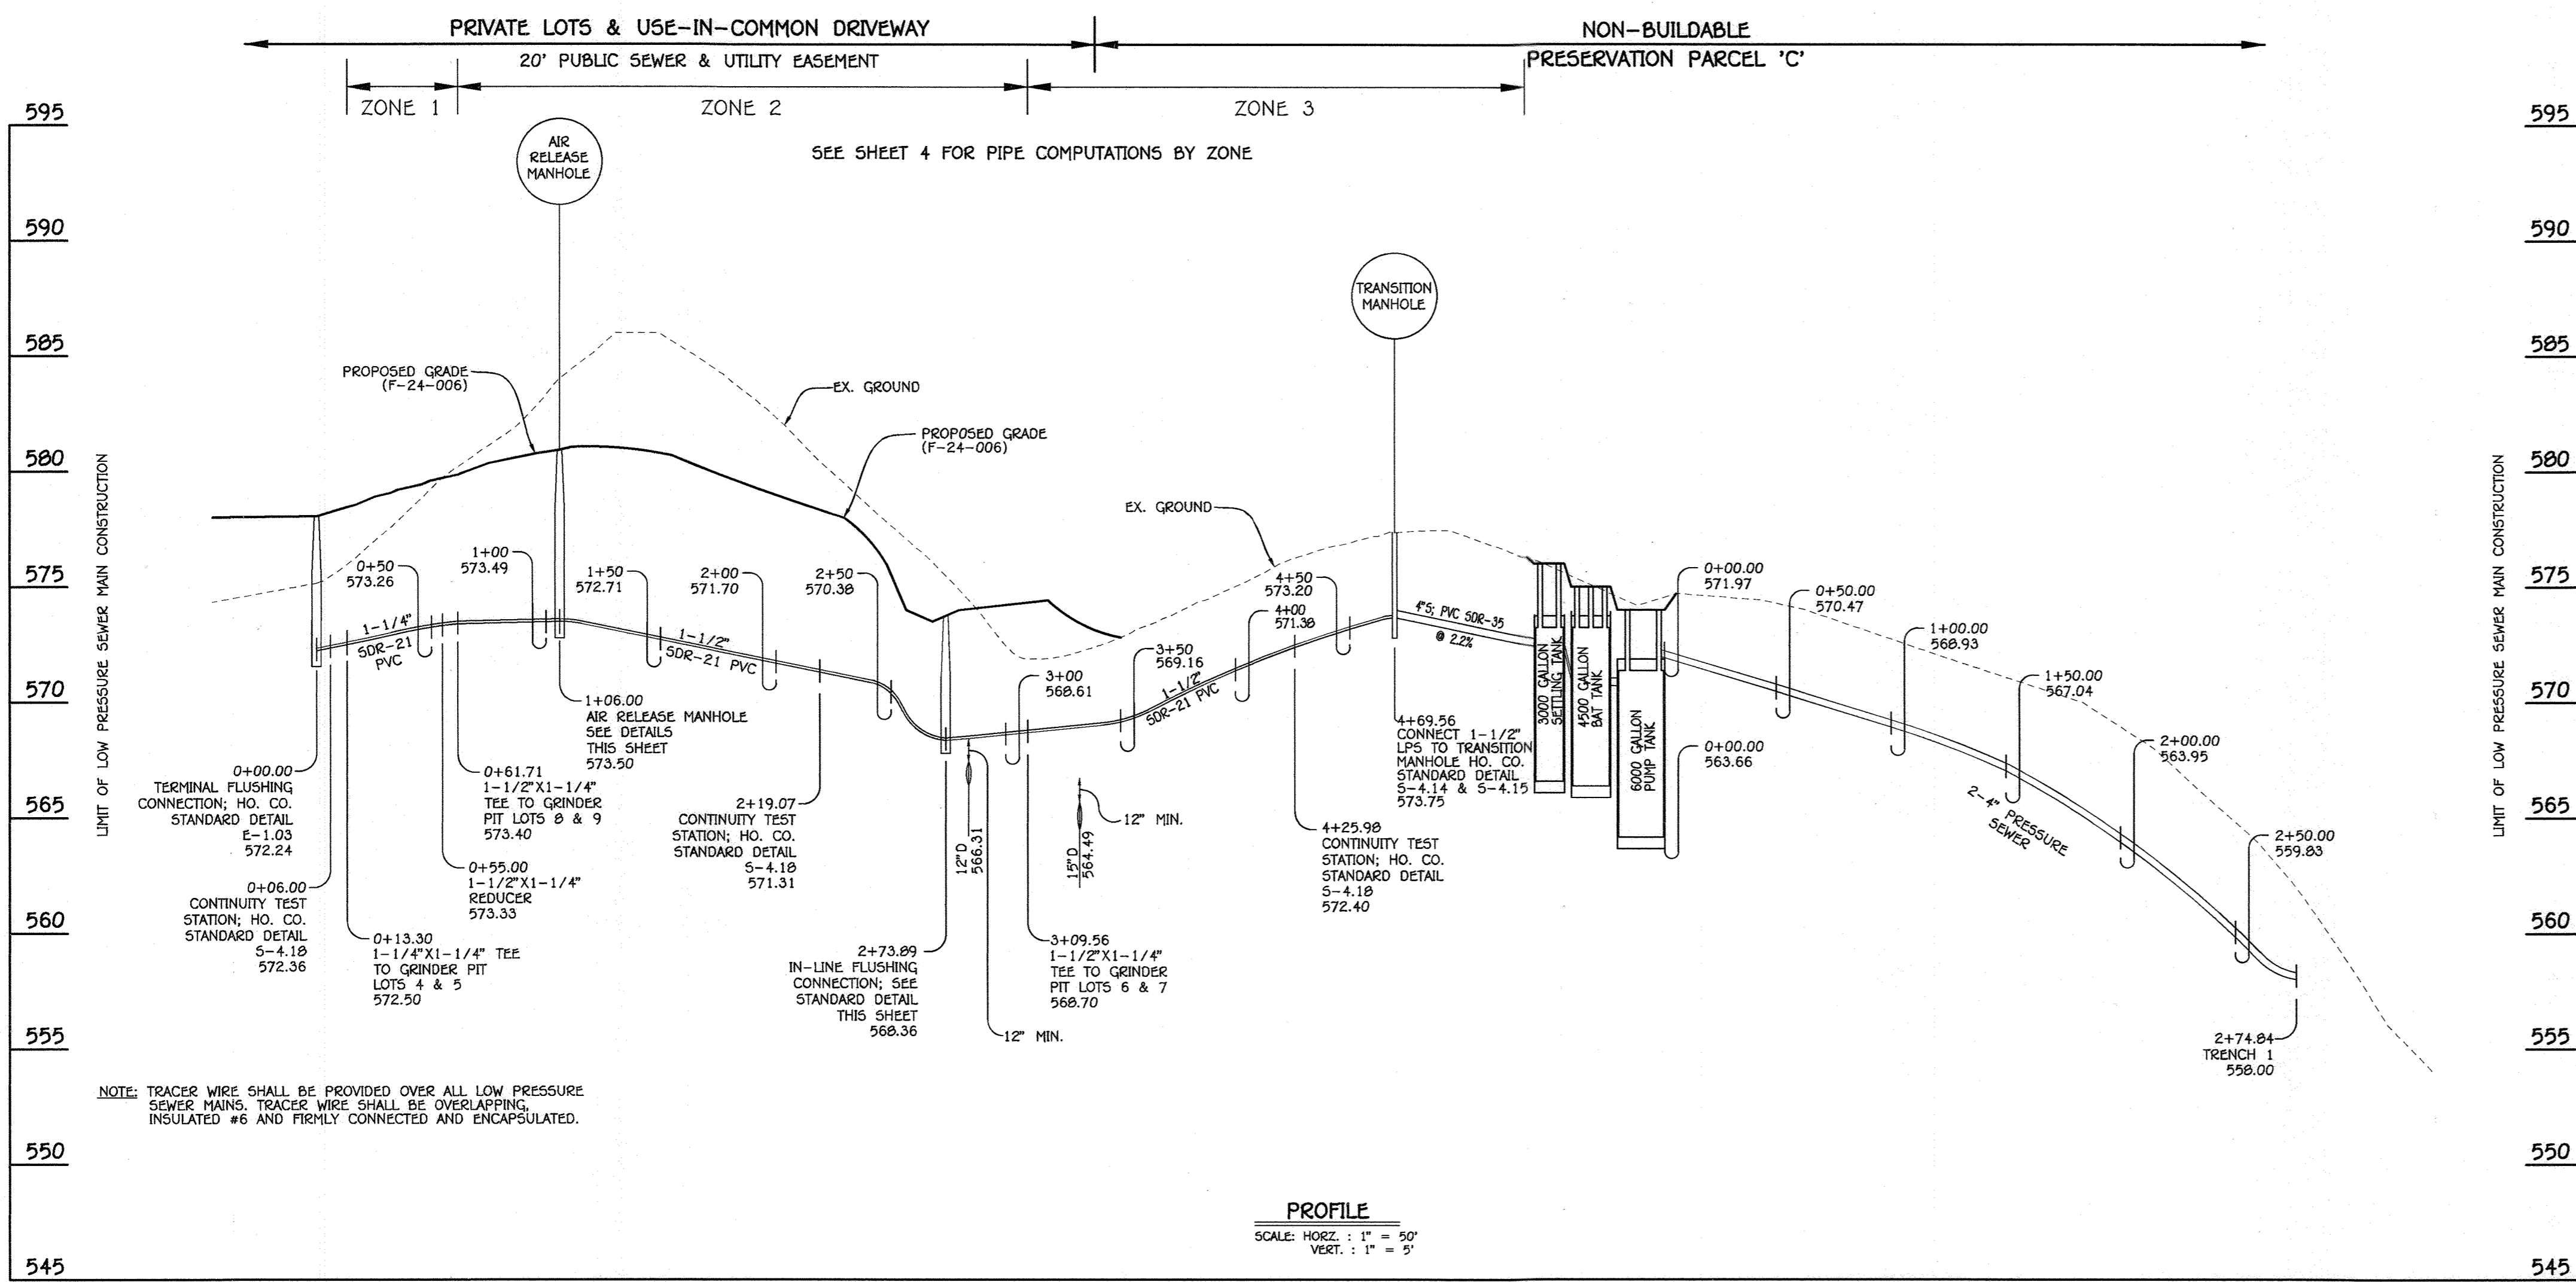 PRIVATE LOTS & USE-IN-COMMON DRIVEWAY
NON-BUILDABLE
20' PUBLIC SEWER & UTILITY EASEMENT
PRESERVATION PARCEL 'C'
ZONE 1
ZONE 2
ZONE 3
SEE SHEET 4 FOR PIPE COMPUTATIONS BY ZONE
595
590
585
580
575
570
565
560
555
550
545
595
590
585
580
575
570
565
560
555
550
545
LIMIT OF LOW PRESSURE SEWER MAIN CONSTRUCTION
LIMIT OF LOW PRESSURE SEWER MAIN CONSTRUCTION
AIR
RELEASE
MANHOLE
TRANSITION
MANHOLE
PROPOSED GRADE
(F-24-006)
EX. GROUND
PROPOSED GRADE
(F-24-006)
EX. GROUND
0+50
573.26
1+00
573.49
1+50
572.71
2+00
571.70
2+50
570.38
3+00
568.61
3+50
569.16
4+00
571.38
4+50
573.20
1-1/4"
SDR-21
PVC
1-1/2"
SDR-21 PVC
1-1/2"
SDR-21 PVC
4"S; PVC SDR-35
@ 2.2%
3000 GALLON
SETTLING TANK
4500 GALLON
BAT TANK
6000 GALLON
PUMP TANK
0+00.00
571.97
0+50.00
570.47
1+00.00
568.93
1+50.00
567.04
2+00.00
563.95
2+50.00
559.83
0+00.00
563.66
2-4" PRESSURE
SEWER
2+74.84
TRENCH 1
558.00
0+00.00
TERMINAL FLUSHING
CONNECTION; HO. CO.
STANDARD DETAIL
E-1.03
572.24
0+06.00
CONTINUITY TEST
STATION; HO. CO.
STANDARD DETAIL
S-4.18
572.36
0+13.30
1-1/4"X1-1/4" TEE
TO GRINDER PIT
LOTS 4 & 5
572.50
0+55.00
1-1/2"X1-1/4"
REDUCER
573.33
0+61.71
1-1/2"X1-1/4"
TEE TO GRINDER
PIT LOTS 8 & 9
573.40
1+06.00
AIR RELEASE MANHOLE
SEE DETAILS
THIS SHEET
573.50
2+19.07
CONTINUITY TEST
STATION; HO. CO.
STANDARD DETAIL
S-4.18
571.31
2+73.89
IN-LINE FLUSHING
CONNECTION; SEE
STANDARD DETAIL
THIS SHEET
568.36
12"D
566.31
12" MIN.
15"D
564.49
12" MIN.
3+09.56
1-1/2"X1-1/4"
TEE TO GRINDER
PIT LOTS 6 & 7
568.70
4+25.98
CONTINUITY TEST
STATION; HO. CO.
STANDARD DETAIL
S-4.18
572.40
4+69.56
CONNECT 1-1/2"
LPS TO TRANSITION
MANHOLE HO. CO.
STANDARD DETAIL
S-4.14 & S-4.15
573.75
NOTE: TRACER WIRE SHALL BE PROVIDED OVER ALL LOW PRESSURE
SEWER MAINS. TRACER WIRE SHALL BE OVERLAPPING,
INSULATED #6 AND FIRMLY CONNECTED AND ENCAPSULATED.
PROFILE
SCALE: HORZ. : 1" = 50'
VERT. : 1" = 5'